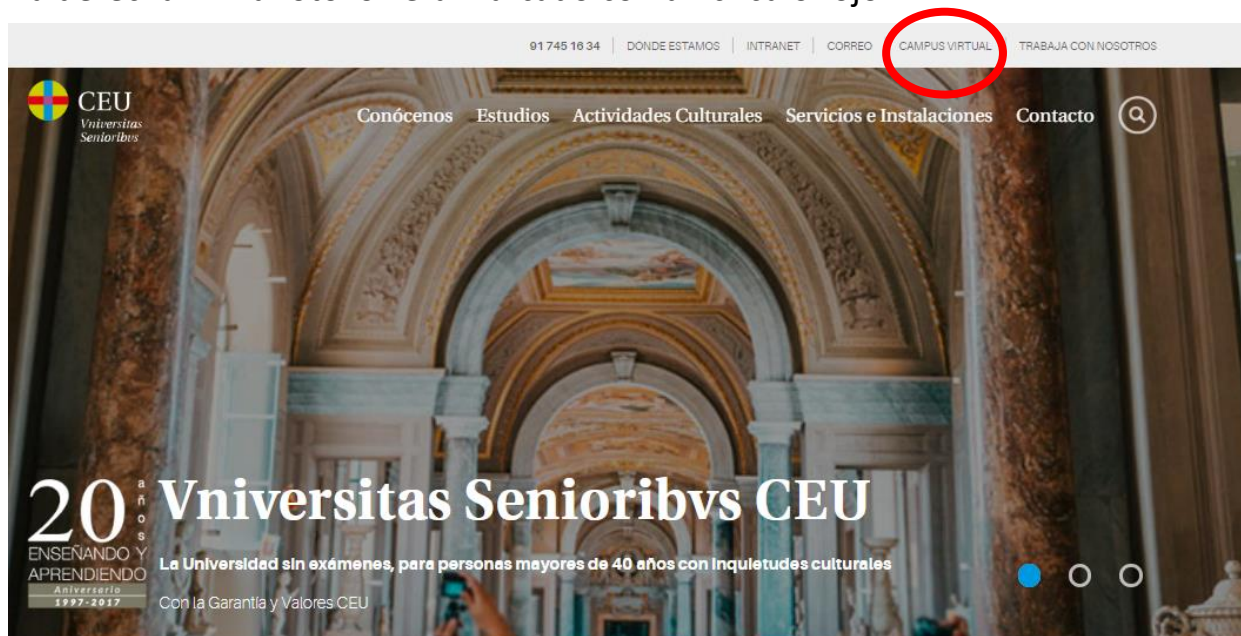 91 745 16 34 DONDE ESTAMOS INTRANET CORREO CAMPUS VIRTUAL TRABAJA CON NOSOTROS
CEU
Vniversitas
Senioribvs
Conócenos Estudios Actividades Culturales Servicios e Instalaciones Contacto
20 años
ENSEÑANDO Y
APRENDIENDO
Aniversario
1997-2017
Vniversitas Senioribvs CEU
La Universidad sin exámenes, para personas mayores de 40 años con inquietudes culturales
Con la Garantía y Valores CEU